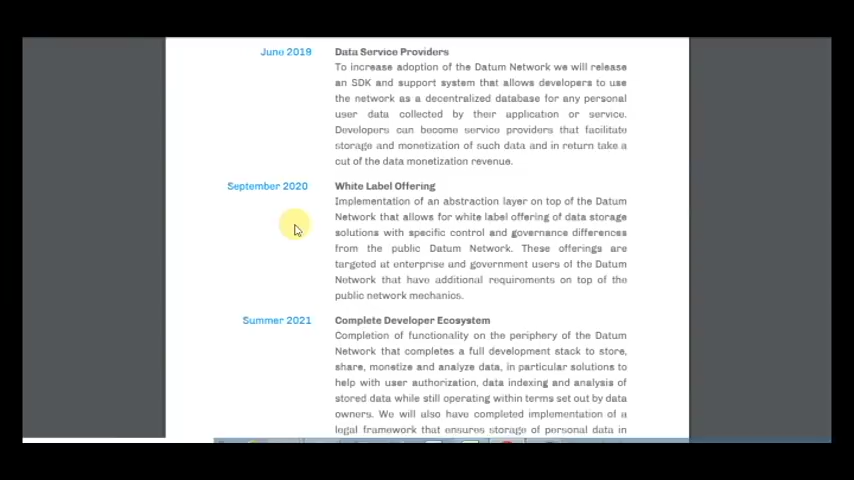 June 2019 Data Service Providers
To increase adoption of the Datum Network we will release
an SDK and support system that allows developers to use
the network as a decentralized database for any personal
user data collected by their application or service.
Developers can become service providers that facilitate
storage and monetization of such data and in return take a
cut of the data monetization revenue.
September 2020 White Label Offering
Implementation of an abstraction layer on top of the Datum
Network that allows for white label offering of data storage
solutions with specific control and governance differences
from the public Datum Network. These offerings are
targeted at enterprise and government users of the Datum
Network that have additional requirements on top of the
public network mechanics.
Summer 2021 Complete Developer Ecosystem
Completion of functionality on the periphery of the Datum
Network that completes a full development stack to store,
share, monetize and analyze data, in particular solutions to
help with user authorization, data indexing and analysis of
stored data while still operating within terms set out by data
owners. We will also have completed implementation of a
legal framework that ensures storage of personal data in